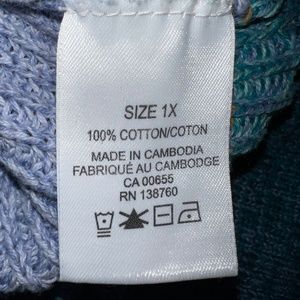 SIZE 1X
100% COTTON/COTON
MADE IN CAMBODIA
FABRIQUÉ AU CAMBODGE
CA 00655
RN 138760